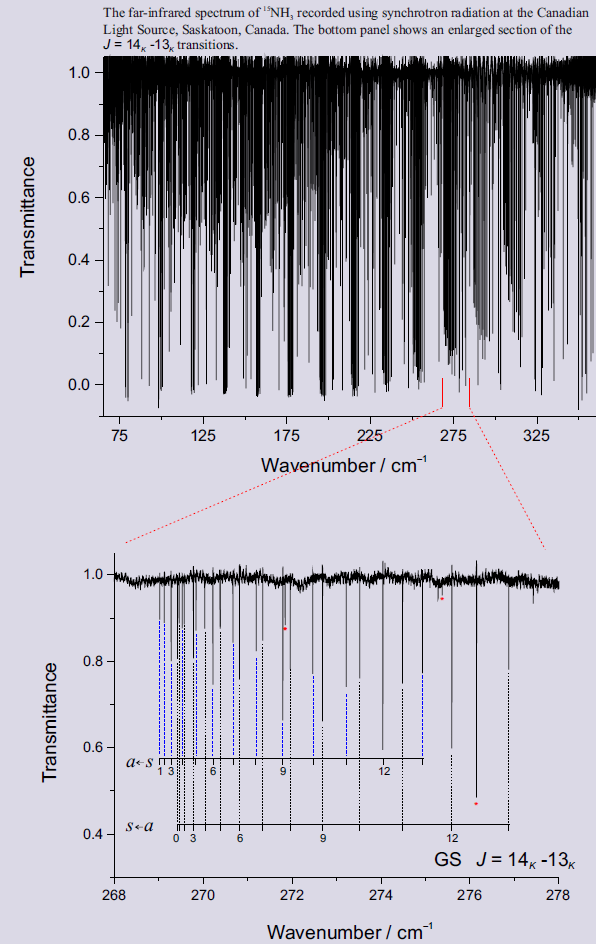 The far-infrared spectrum of ¹⁵NH₃ recorded using synchrotron radiation at the Canadian
Light Source, Saskatoon, Canada. The bottom panel shows an enlarged section of the
J = 14ₖ -13ₖ transitions.
1.0
0.8
0.6
0.4
0.2
0.0
Transmittance
75 125 175 225 275 325
Wavenumber / cm⁻¹
1.0
0.8
0.6
0.4
Transmittance
a←s
1 3 6 9 12
s←a
0 3 6 9 12
GS J = 14ₖ -13ₖ
268 270 272 274 276 278
Wavenumber / cm⁻¹